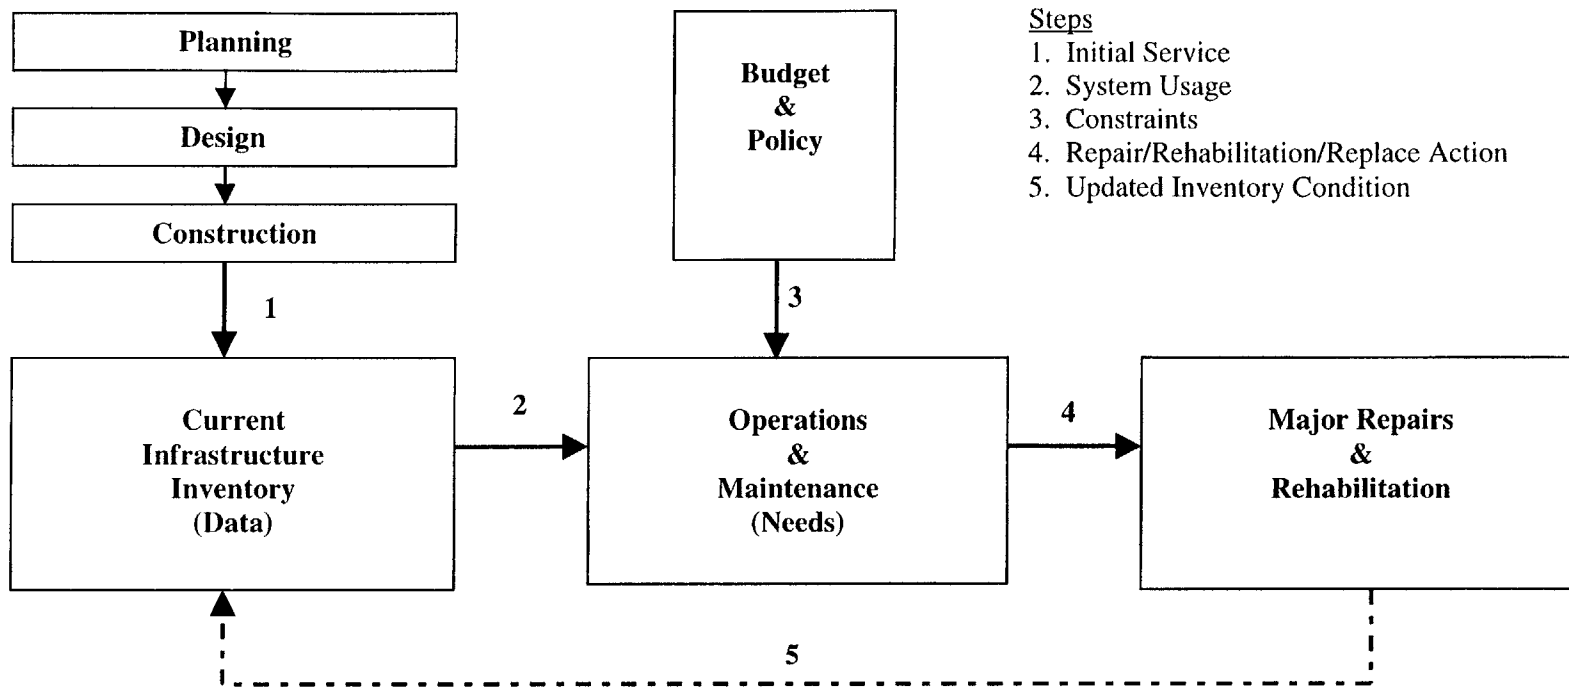 Planning
Design
Construction
1
Budget
&
Policy
3
Steps
1. Initial Service
2. System Usage
3. Constraints
4. Repair/Rehabilitation/Replace Action
5. Updated Inventory Condition
Current
Infrastructure
Inventory
(Data)
2
Operations
&
Maintenance
(Needs)
4
Major Repairs
&
Rehabilitation
5